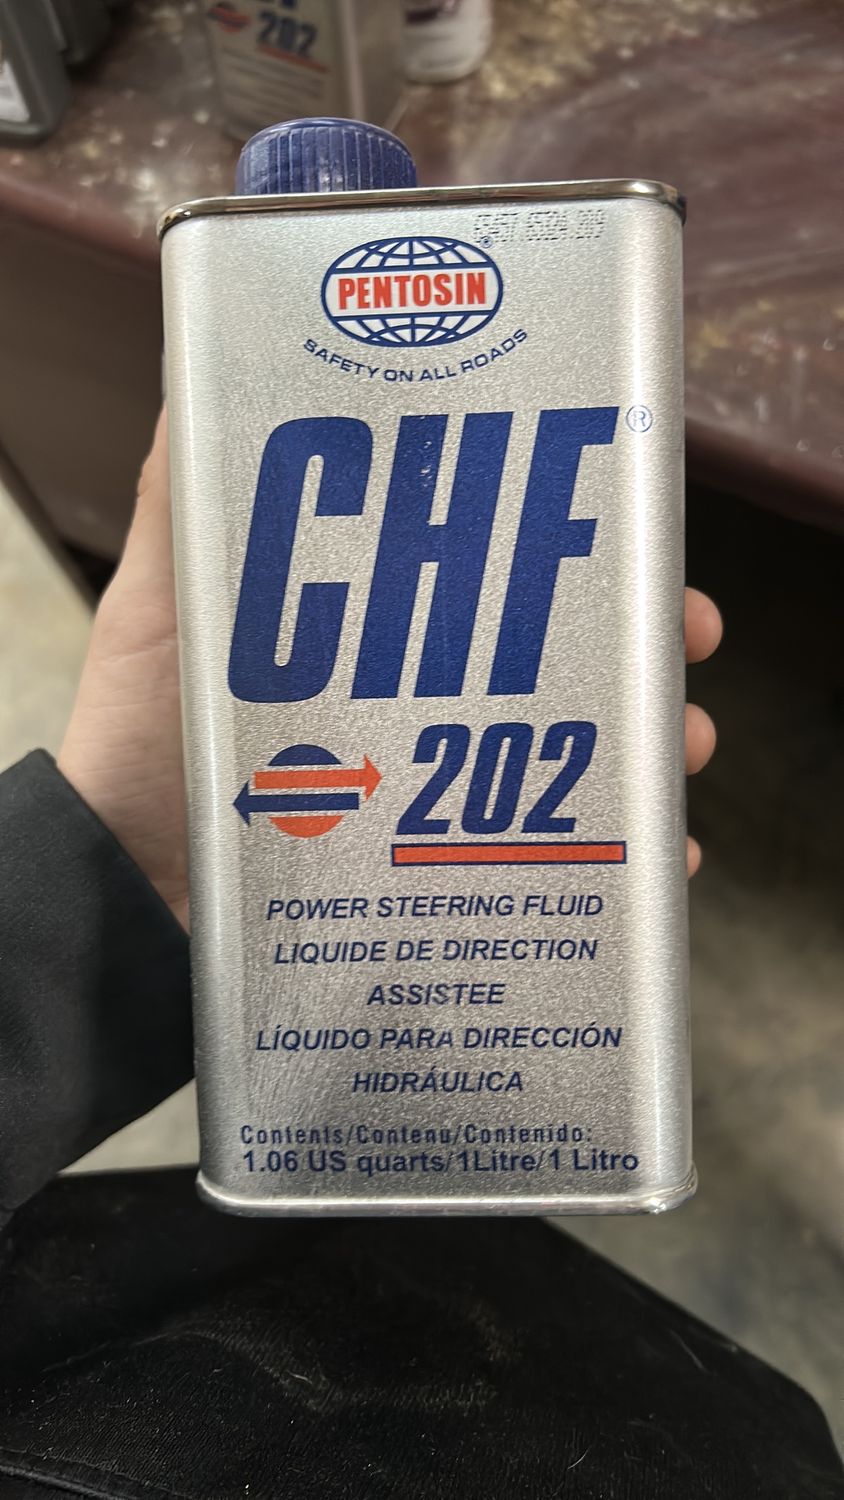 202
PENTOSIN
®
SAFETY ON ALL ROADS
CHF®
202
POWER STEERING FLUID
LIQUIDE DE DIRECTION
ASSISTEE
LÍQUIDO PARA DIRECCIÓN
HIDRÁULICA
Contents/Contenu/Contenido:
1.06 US quarts/1Litre/1 Litro